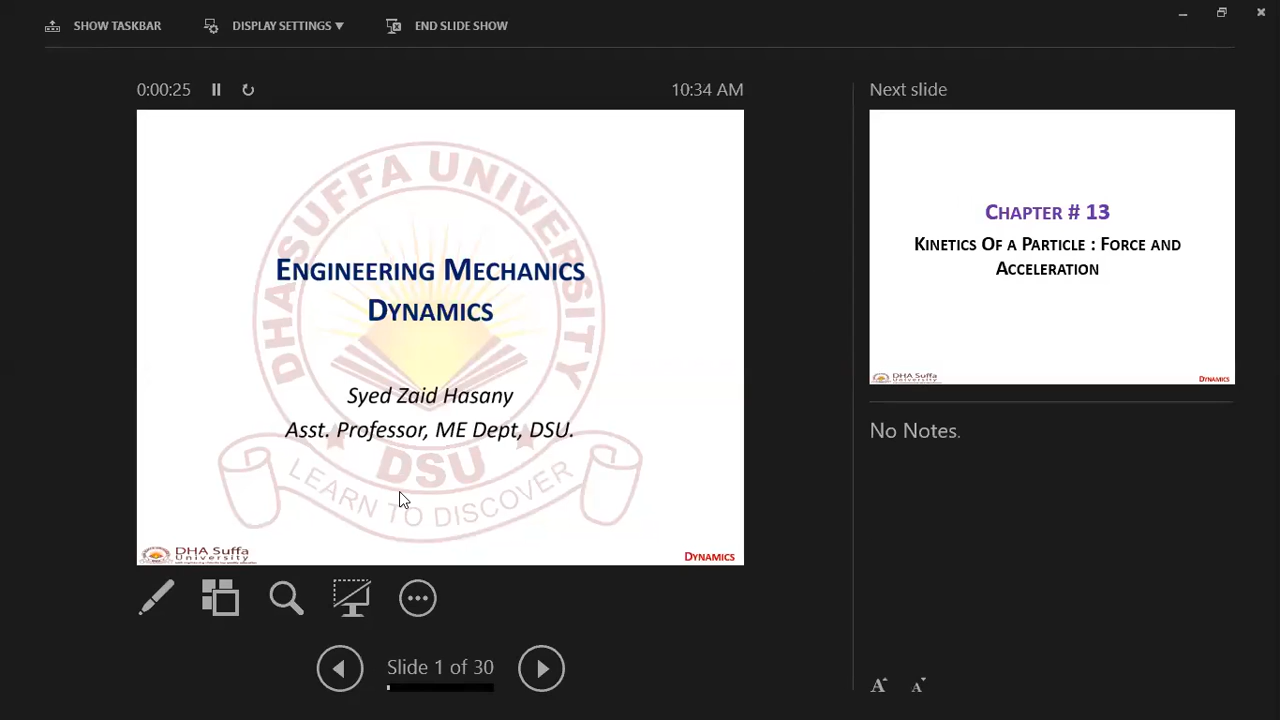 SHOW TASKBAR DISPLAY SETTINGS ▼ END SLIDE SHOW
0:00:25 10:34 AM
DHA SUFFA UNIVERSITY
ENGINEERING MECHANICS
DYNAMICS
Syed Zaid Hasany
Asst. Professor, ME Dept, DSU.
DSU
LEARN TO DISCOVER
DHA Suffa
University
DYNAMICS
Slide 1 of 30
Next slide
CHAPTER # 13
KINETICS OF A PARTICLE : FORCE AND
ACCELERATION
DHA Suffa
University
DYNAMICS
No Notes.
A A